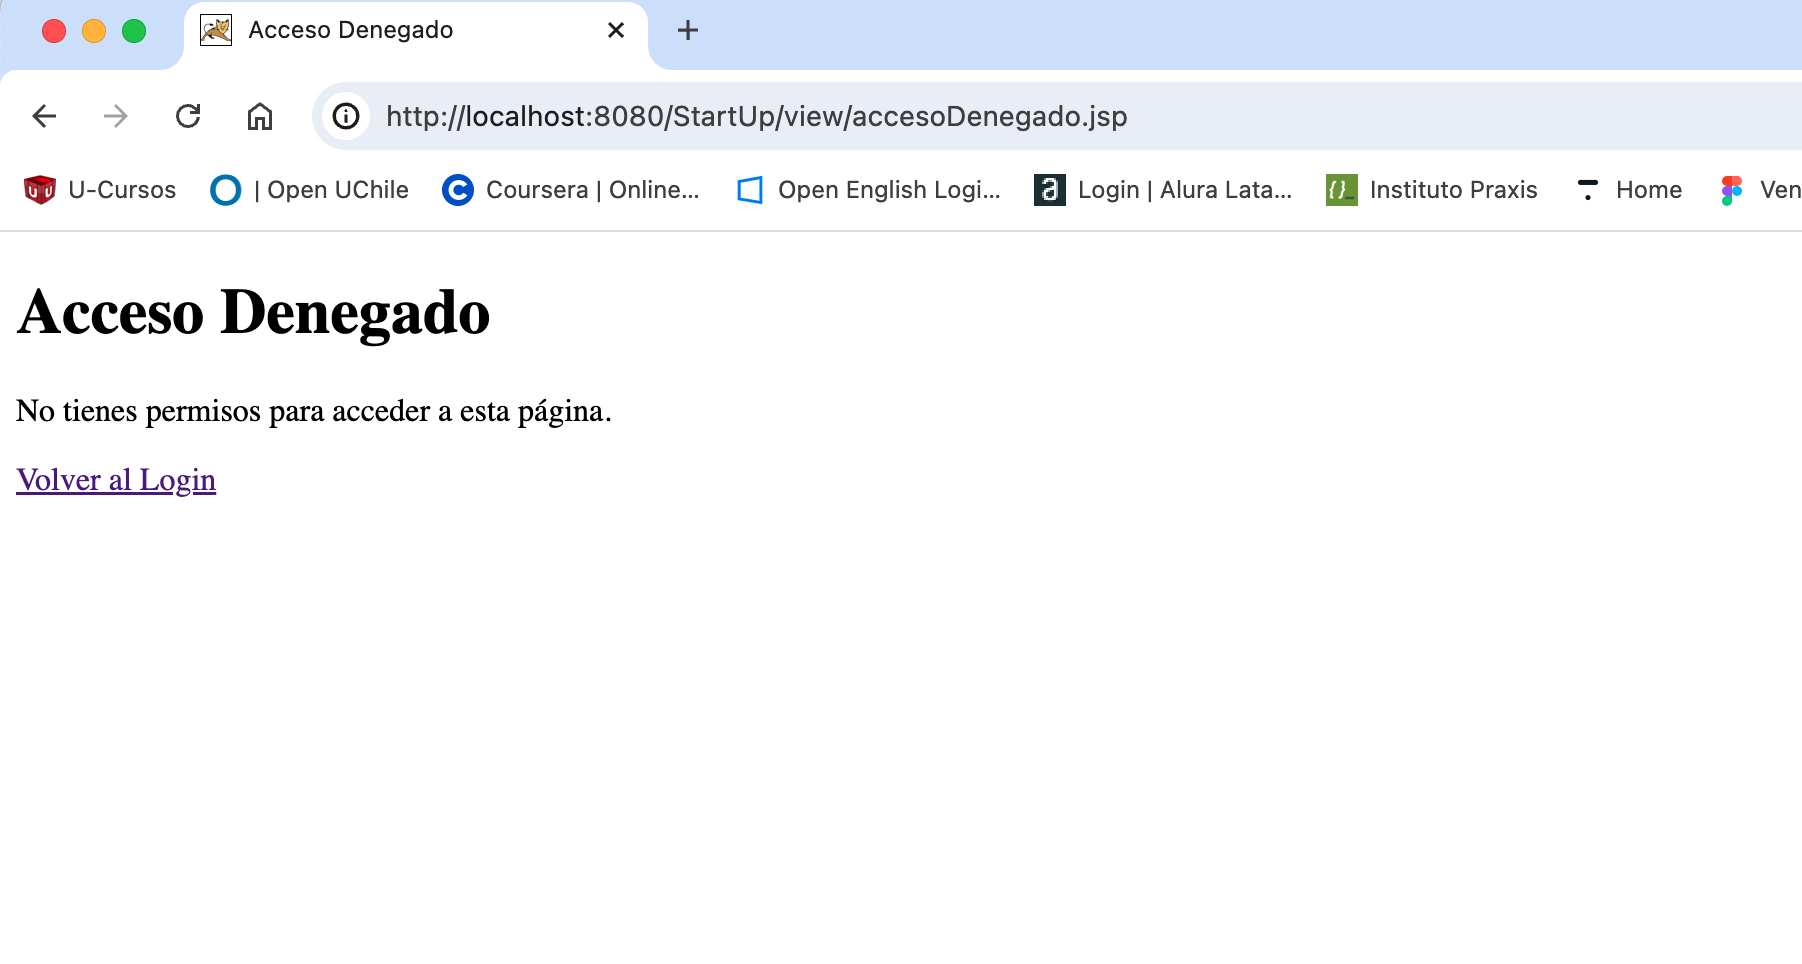 Acceso Denegado
http://localhost:8080/StartUp/view/accesoDenegado.jsp
U-Cursos
| Open UChile
Coursera | Online...
Open English Logi...
Login | Alura Lata...
Instituto Praxis
Home
Ven
Acceso Denegado
No tienes permisos para acceder a esta página.
Volver al Login